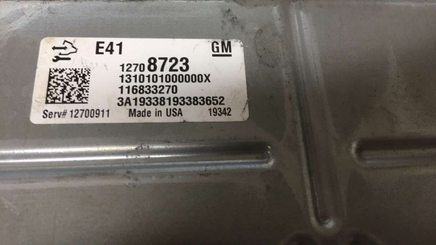 E41 GM
12708723
1310101000000X
116833270
3A19338193383652
Serv# 12700911 Made in USA 19342